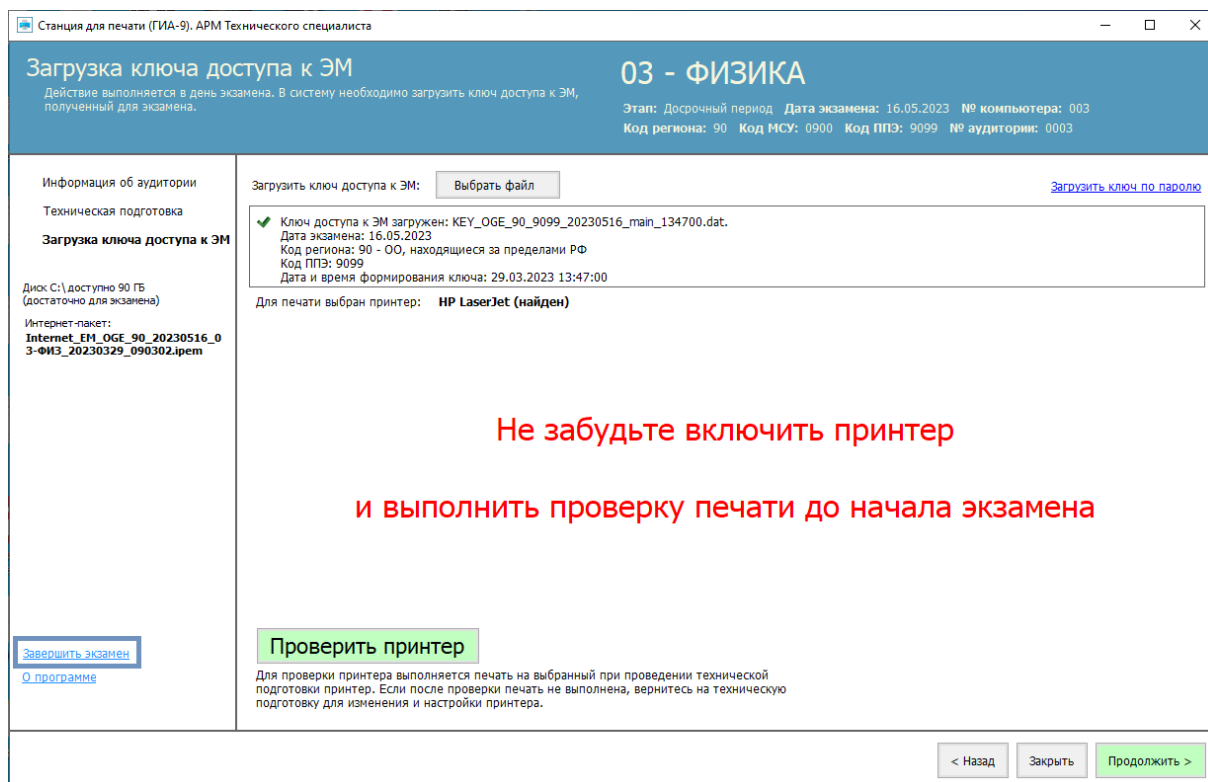 Станция для печати (ГИА-9). АРМ Технического специалиста
Загрузка ключа доступа к ЭМ
Действие выполняется в день экзамена. В систему необходимо загрузить ключ доступа к ЭМ,
полученный для экзамена.
03 - ФИЗИКА
Этап: Досрочный период Дата экзамена: 16.05.2023 № компьютера: 003
Код региона: 90 Код МСУ: 0900 Код ППЭ: 9099 № аудитории: 0003
Информация об аудитории
Техническая подготовка
Загрузка ключа доступа к ЭМ
Диск C:\ доступно 90 ГБ
(достаточно для экзамена)
Интернет-пакет:
Internet_EM_OGE_90_20230516_0
3-ФИЗ_20230329_090302.ipem
Завершить экзамен
О программе
Загрузить ключ доступа к ЭМ: Выбрать файл Загрузить ключ по паролю
Ключ доступа к ЭМ загружен: KEY_OGE_90_9099_20230516_main_134700.dat.
Дата экзамена: 16.05.2023
Код региона: 90 - ОО, находящиеся за пределами РФ
Код ППЭ: 9099
Дата и время формирования ключа: 29.03.2023 13:47:00
Для печати выбран принтер: HP LaserJet (найден)
Не забудьте включить принтер
и выполнить проверку печати до начала экзамена
Проверить принтер
Для проверки принтера выполняется печать на выбранный при проведении технической
подготовки принтер. Если после проверки печать не выполнена, вернитесь на техническую
подготовку для изменения и настройки принтера.
< Назад Закрыть Продолжить >